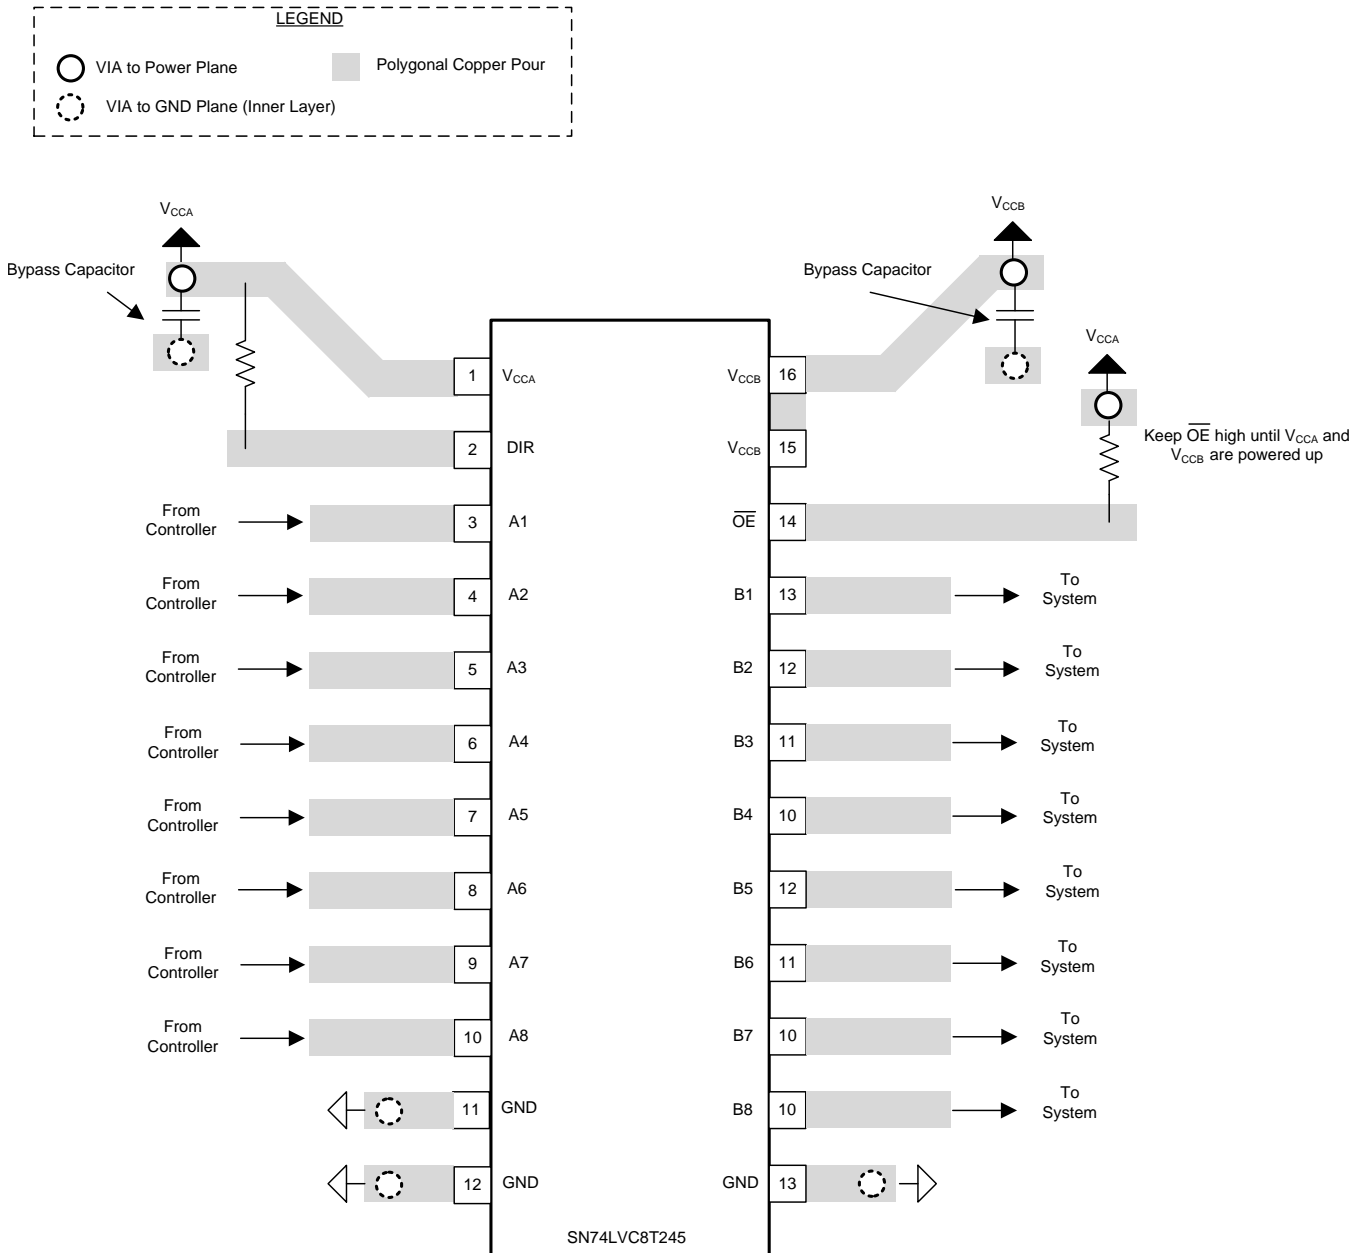 LEGEND
VIA to Power Plane
Polygonal Copper Pour
VIA to GND Plane (Inner Layer)
VCCA
VCCB
Bypass Capacitor
Bypass Capacitor
VCCA
Keep OE high until VCCA and
VCCB are powered up
1 VCCA
VCCB 16
2 DIR
VCCB 15
From
Controller
3 A1
OE 14
From
Controller
4 A2
B1 13
To
System
From
Controller
5 A3
B2 12
To
System
From
Controller
6 A4
B3 11
To
System
From
Controller
7 A5
B4 10
To
System
From
Controller
8 A6
B5 12
To
System
From
Controller
9 A7
B6 11
To
System
From
Controller
10 A8
B7 10
To
System
11 GND
B8 10
To
System
12 GND
GND 13
SN74LVC8T245